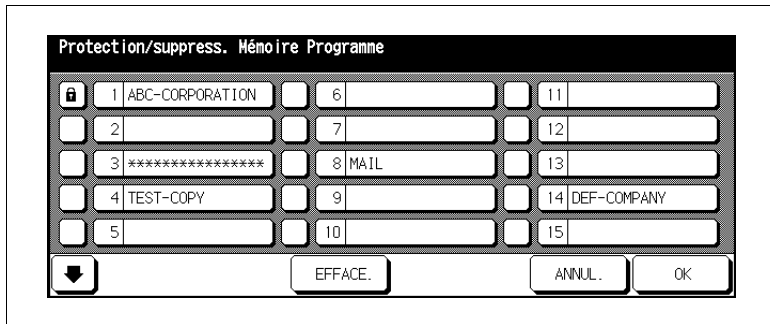 Protection/suppress. Mémoire Programme
1 ABC-CORPORATION 6 11
2 7 12
3 **************** 8 MAIL 13
4 TEST-COPY 9 14 DEF-COMPANY
5 10 15
EFFACE. ANNUL. OK